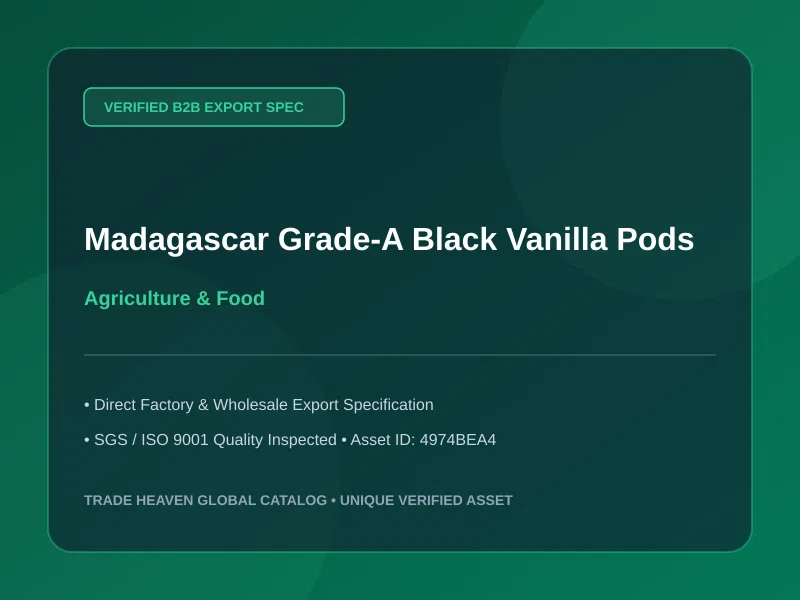 VERIFIED B2B EXPORT SPEC
Madagascar Grade-A Black Vanilla Pods
Agriculture & Food
• Direct Factory & Wholesale Export Specification
• SGS / ISO 9001 Quality Inspected • Asset ID: 4974BEA4
TRADE HEAVEN GLOBAL CATALOG • UNIQUE VERIFIED ASSET